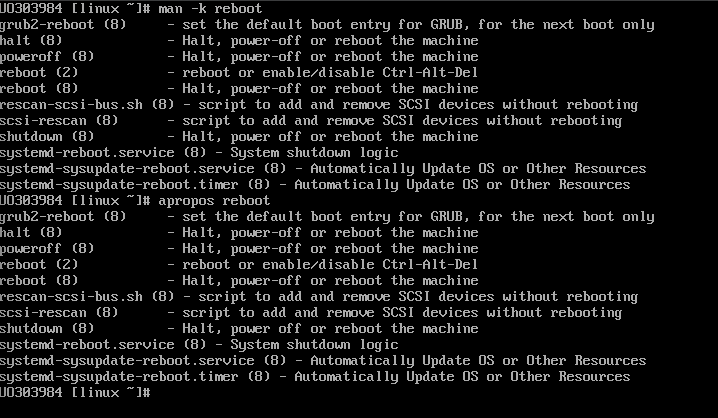 UO303984 [linux ~]# man -k reboot
grub2-reboot (8)     - set the default boot entry for GRUB, for the next boot only
halt (8)             - Halt, power-off or reboot the machine
poweroff (8)         - Halt, power-off or reboot the machine
reboot (2)           - reboot or enable/disable Ctrl-Alt-Del
reboot (8)           - Halt, power-off or reboot the machine
rescan-scsi-bus.sh (8) - script to add and remove SCSI devices without rebooting
scsi-rescan (8)      - script to add and remove SCSI devices without rebooting
shutdown (8)         - Halt, power-off or reboot the machine
systemd-reboot.service (8) - System shutdown logic
systemd-sysupdate-reboot.service (8) - Automatically Update OS or Other Resources
systemd-sysupdate-reboot.timer (8) - Automatically Update OS or Other Resources
UO303984 [linux ~]# apropos reboot
grub2-reboot (8)     - set the default boot entry for GRUB, for the next boot only
halt (8)             - Halt, power-off or reboot the machine
poweroff (8)         - Halt, power-off or reboot the machine
reboot (2)           - reboot or enable/disable Ctrl-Alt-Del
reboot (8)           - Halt, power-off or reboot the machine
rescan-scsi-bus.sh (8) - script to add and remove SCSI devices without rebooting
scsi-rescan (8)      - script to add and remove SCSI devices without rebooting
shutdown (8)         - Halt, power-off or reboot the machine
systemd-reboot.service (8) - System shutdown logic
systemd-sysupdate-reboot.service (8) - Automatically Update OS or Other Resources
systemd-sysupdate-reboot.timer (8) - Automatically Update OS or Other Resources
UO303984 [linux ~]#